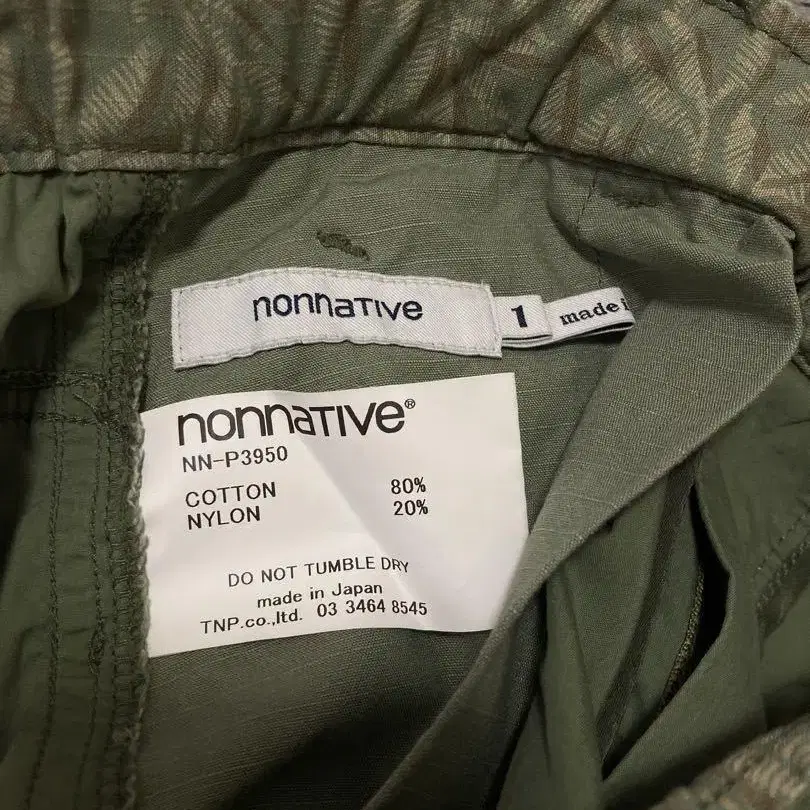 nonnative
1
made i
nonnative®
NN-P3950
COTTON 80%
NYLON 20%
DO NOT TUMBLE DRY
made in Japan
TNP.co.,ltd. 03 3464 8545